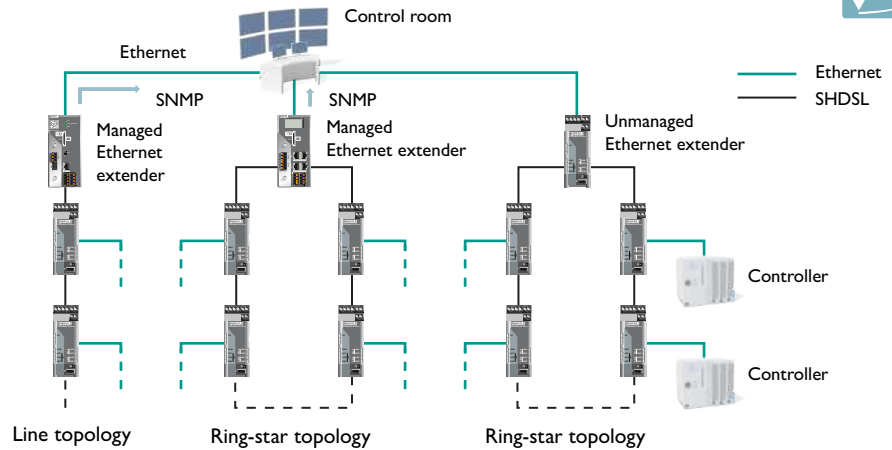 Control room
Ethernet
Ethernet
SHDSL
SNMP
SNMP
Managed
Ethernet
extender
Managed
Ethernet extender
Unmanaged
Ethernet extender
Controller
Controller
Line topology
Ring-star topology
Ring-star topology